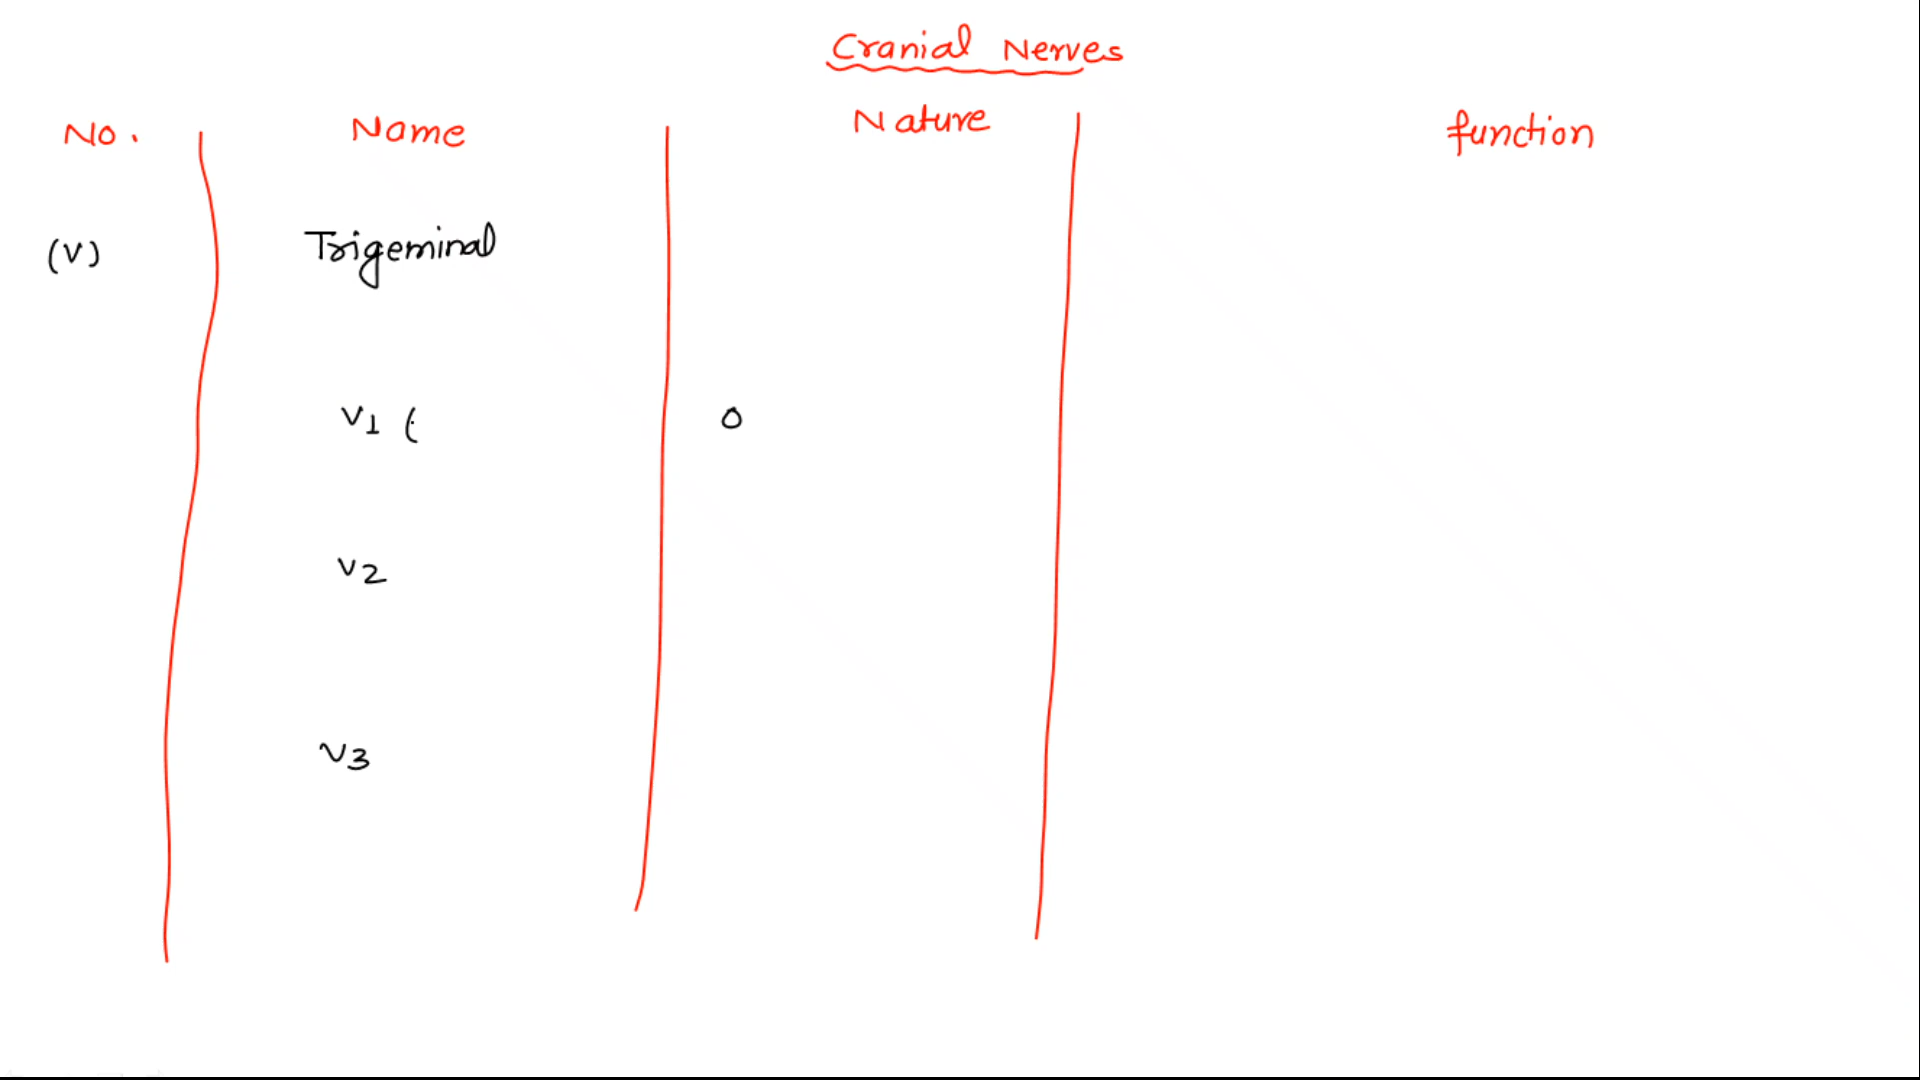 Cranial Nerves
No. Name Nature function
(V) Trigeminal
V1 ( O
V2
V3